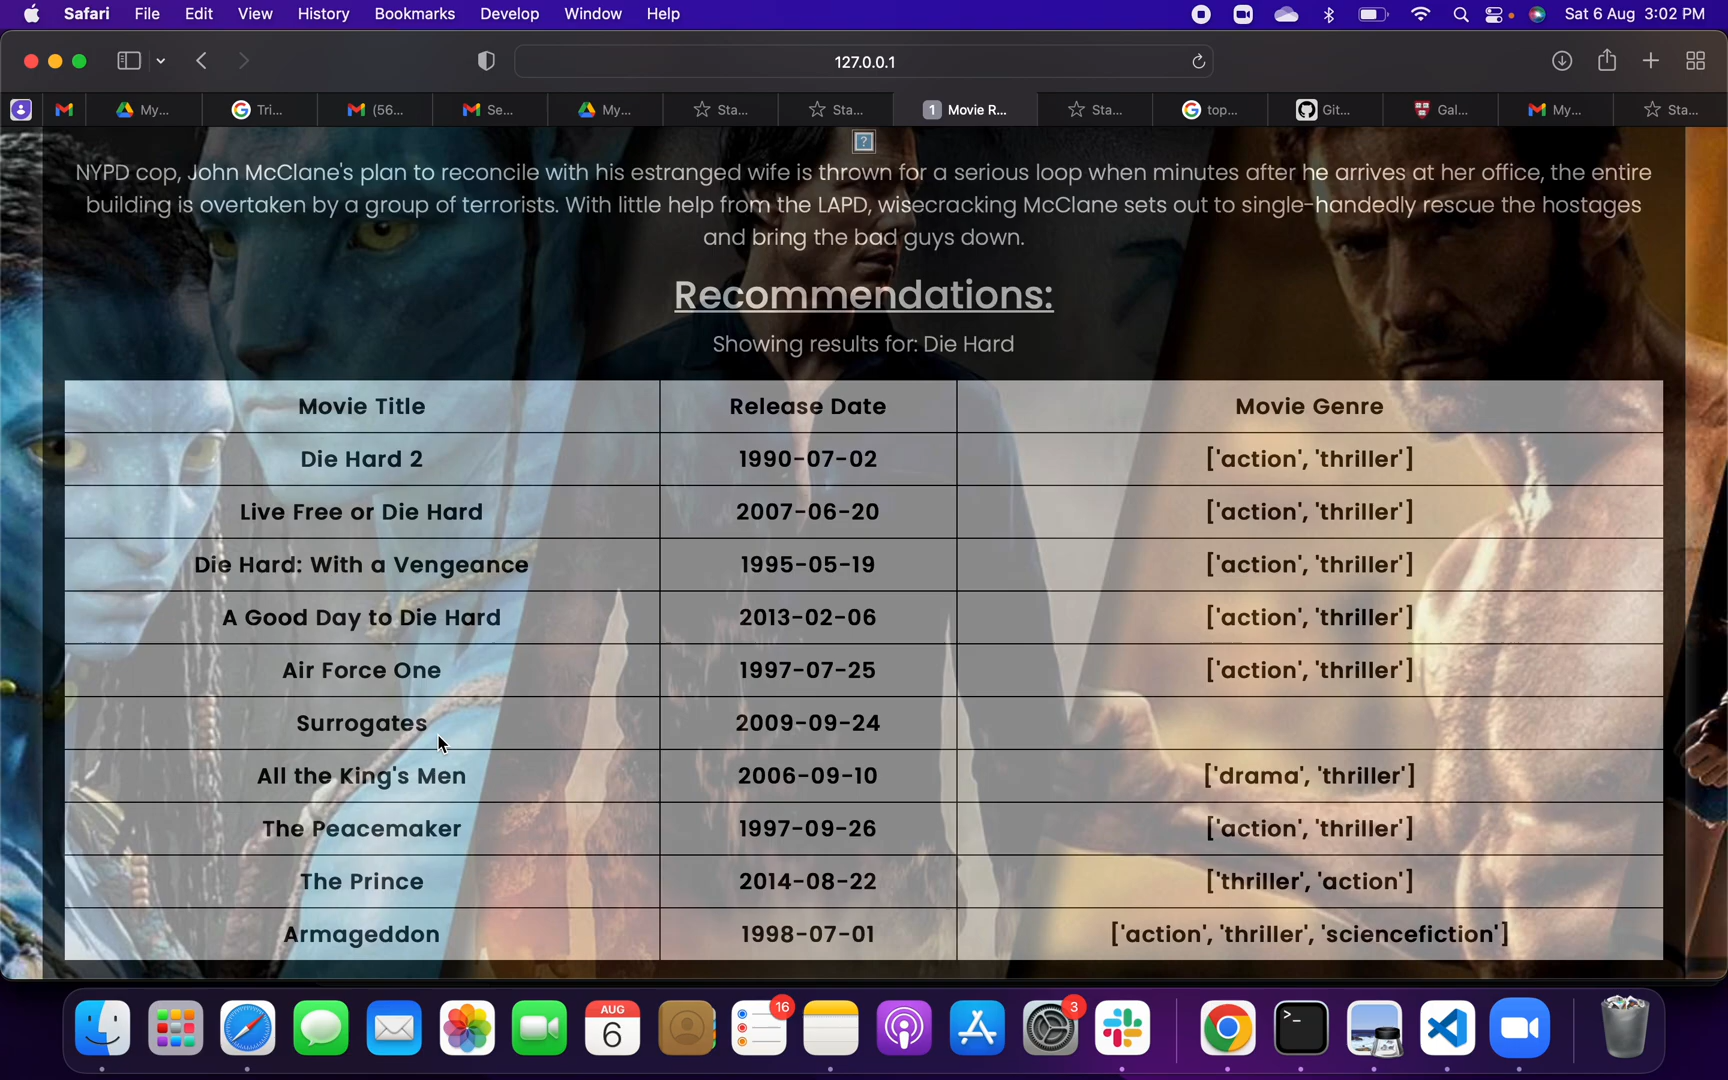 Safari File Edit View History Bookmarks Develop Window Help Sat 6 Aug 3:02 PM
127.0.0.1
My... Tri... (56... Se... My... Sta... Sta... 1 Movie R... Sta... top... Git... Gal... My... Sta...
NYPD cop, John McClane's plan to reconcile with his estranged wife is thrown for a serious loop when minutes after he arrives at her office, the entire
building is overtaken by a group of terrorists. With little help from the LAPD, wisecracking McClane sets out to single-handedly rescue the hostages
and bring the bad guys down.
Recommendations:
Showing results for: Die Hard
Movie Title Release Date Movie Genre
Die Hard 2 1990-07-02 ['action', 'thriller']
Live Free or Die Hard 2007-06-20 ['action', 'thriller']
Die Hard: With a Vengeance 1995-05-19 ['action', 'thriller']
A Good Day to Die Hard 2013-02-06 ['action', 'thriller']
Air Force One 1997-07-25 ['action', 'thriller']
Surrogates 2009-09-24
All the King's Men 2006-09-10 ['drama', 'thriller']
The Peacemaker 1997-09-26 ['action', 'thriller']
The Prince 2014-08-22 ['thriller', 'action']
Armageddon 1998-07-01 ['action', 'thriller', 'sciencefiction']
AUG 16 3
6